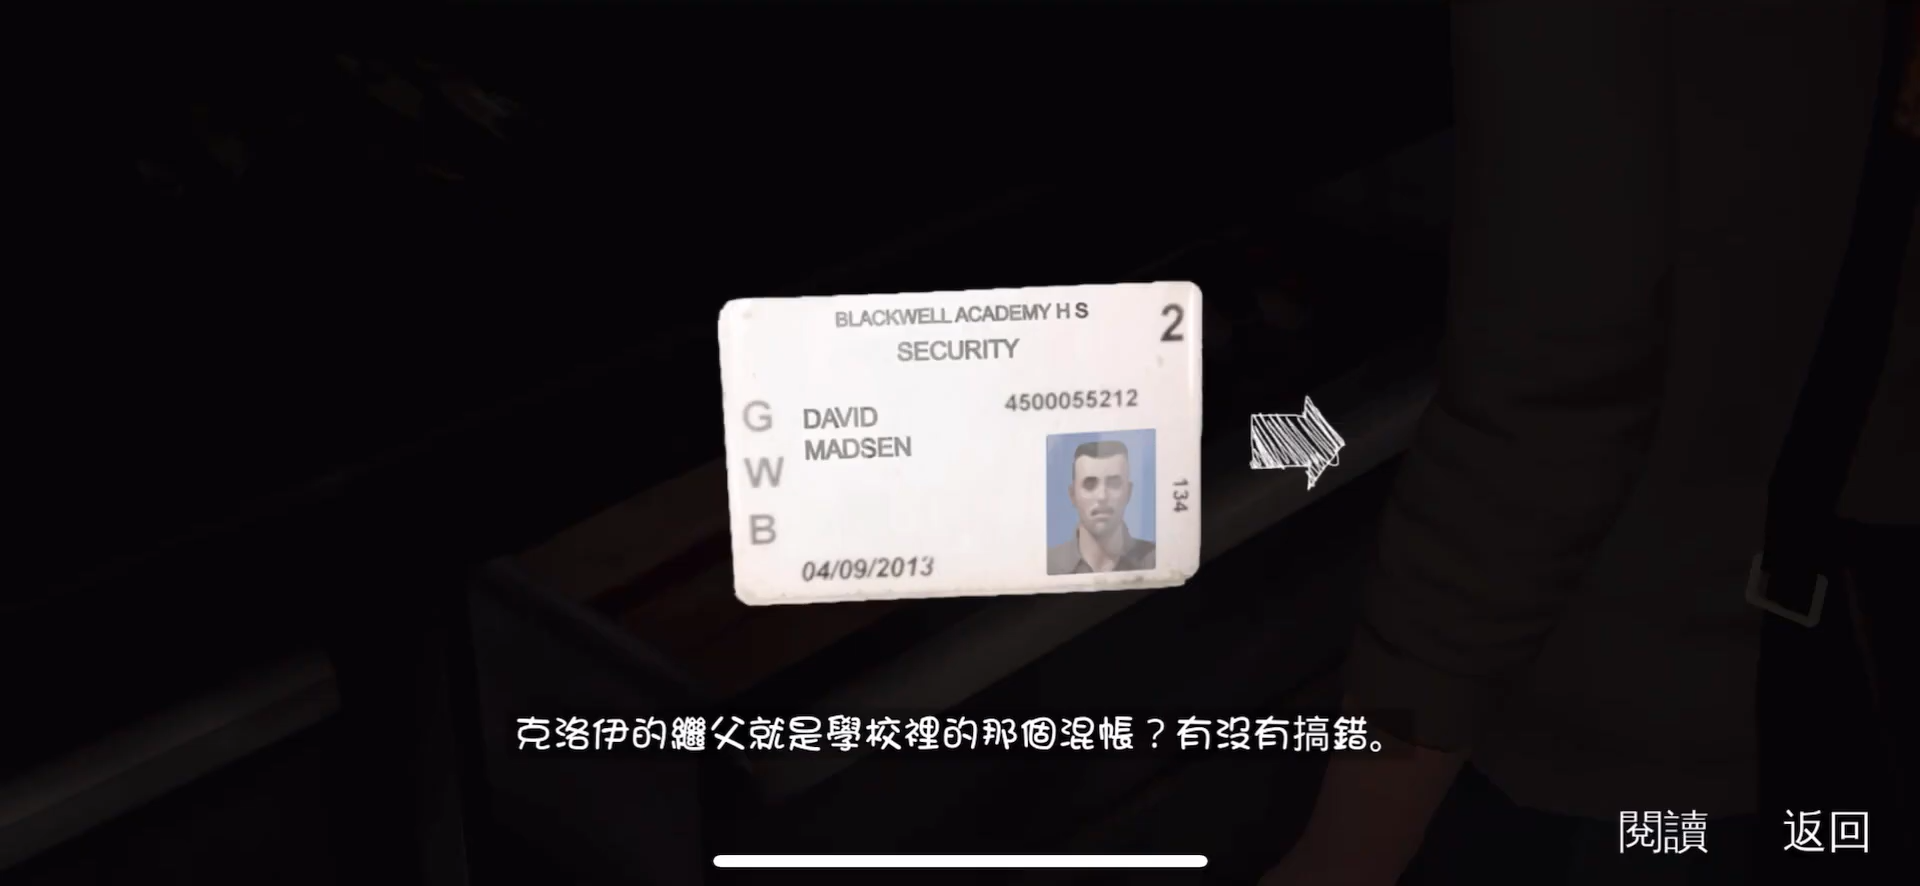 BLACKWELL ACADEMY H S
2
SECURITY
4500055212
G
DAVID
MADSEN
W
B
134
04/09/2013
克洛伊的繼父就是學校裡的那個混帳？有沒有搞錯。
閱讀
返回